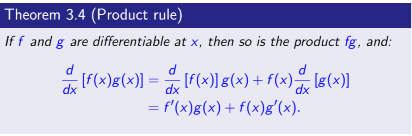 Theorem 3.4 (Product rule)
If f and g are differentiable at x, then so is the product fg, and:
d/dx [f(x)g(x)] = d/dx [f(x)] g(x) + f(x) d/dx [g(x)]
= f′(x)g(x) + f(x)g′(x).